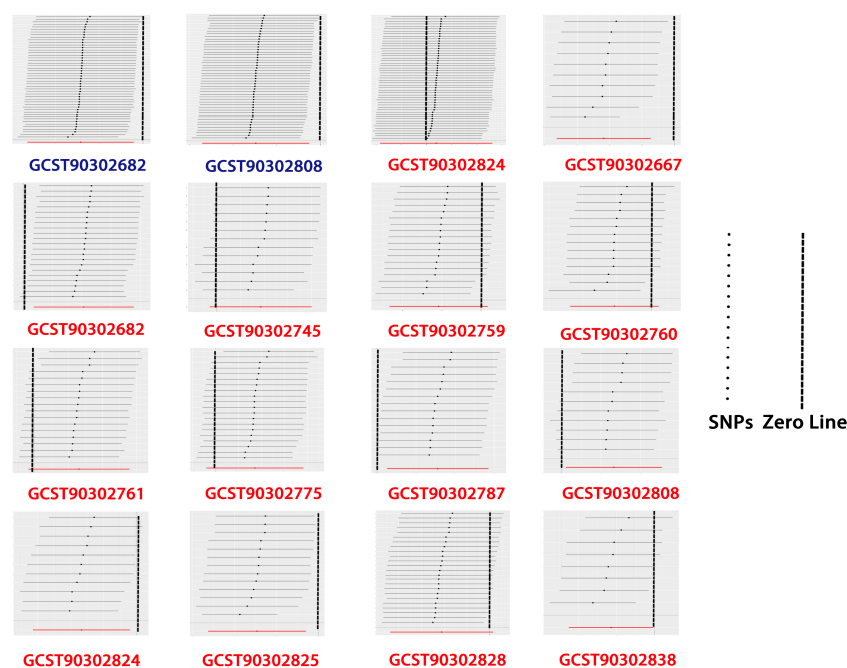 GCST90302682 GCST90302808 GCST90302824 GCST90302667
GCST90302682 GCST90302745 GCST90302759 GCST90302760
SNPs Zero Line
GCST90302761 GCST90302775 GCST90302787 GCST90302808
GCST90302824 GCST90302825 GCST90302828 GCST90302838